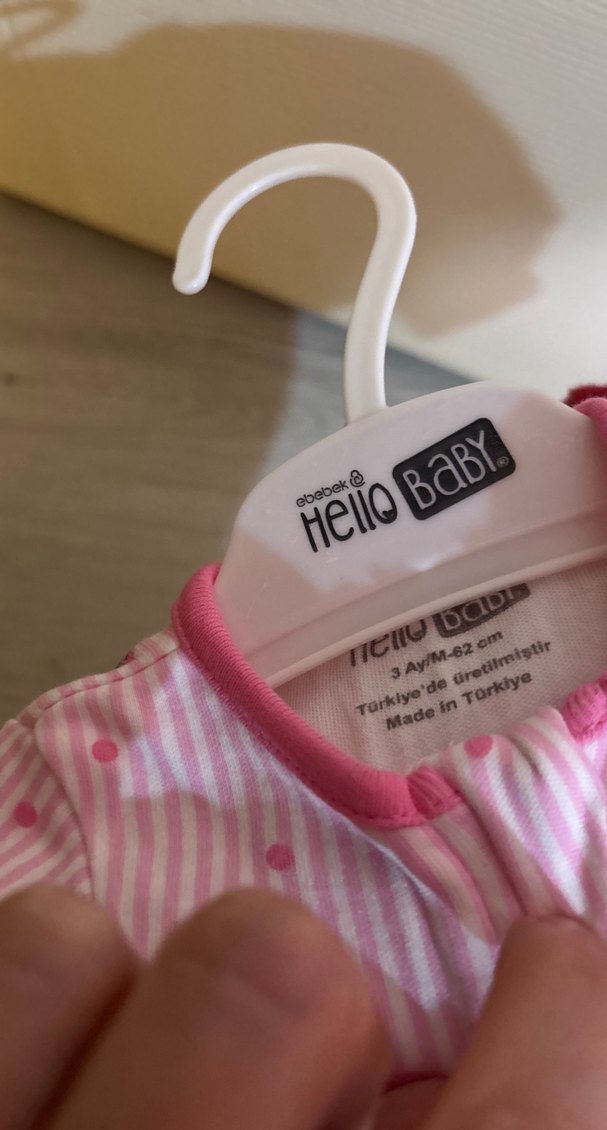 ebebek
Hello BABY®
Hello BABY.
3 Ay/M-62 cm
Türkiye'de üretilmiştir
Made in Türkiye